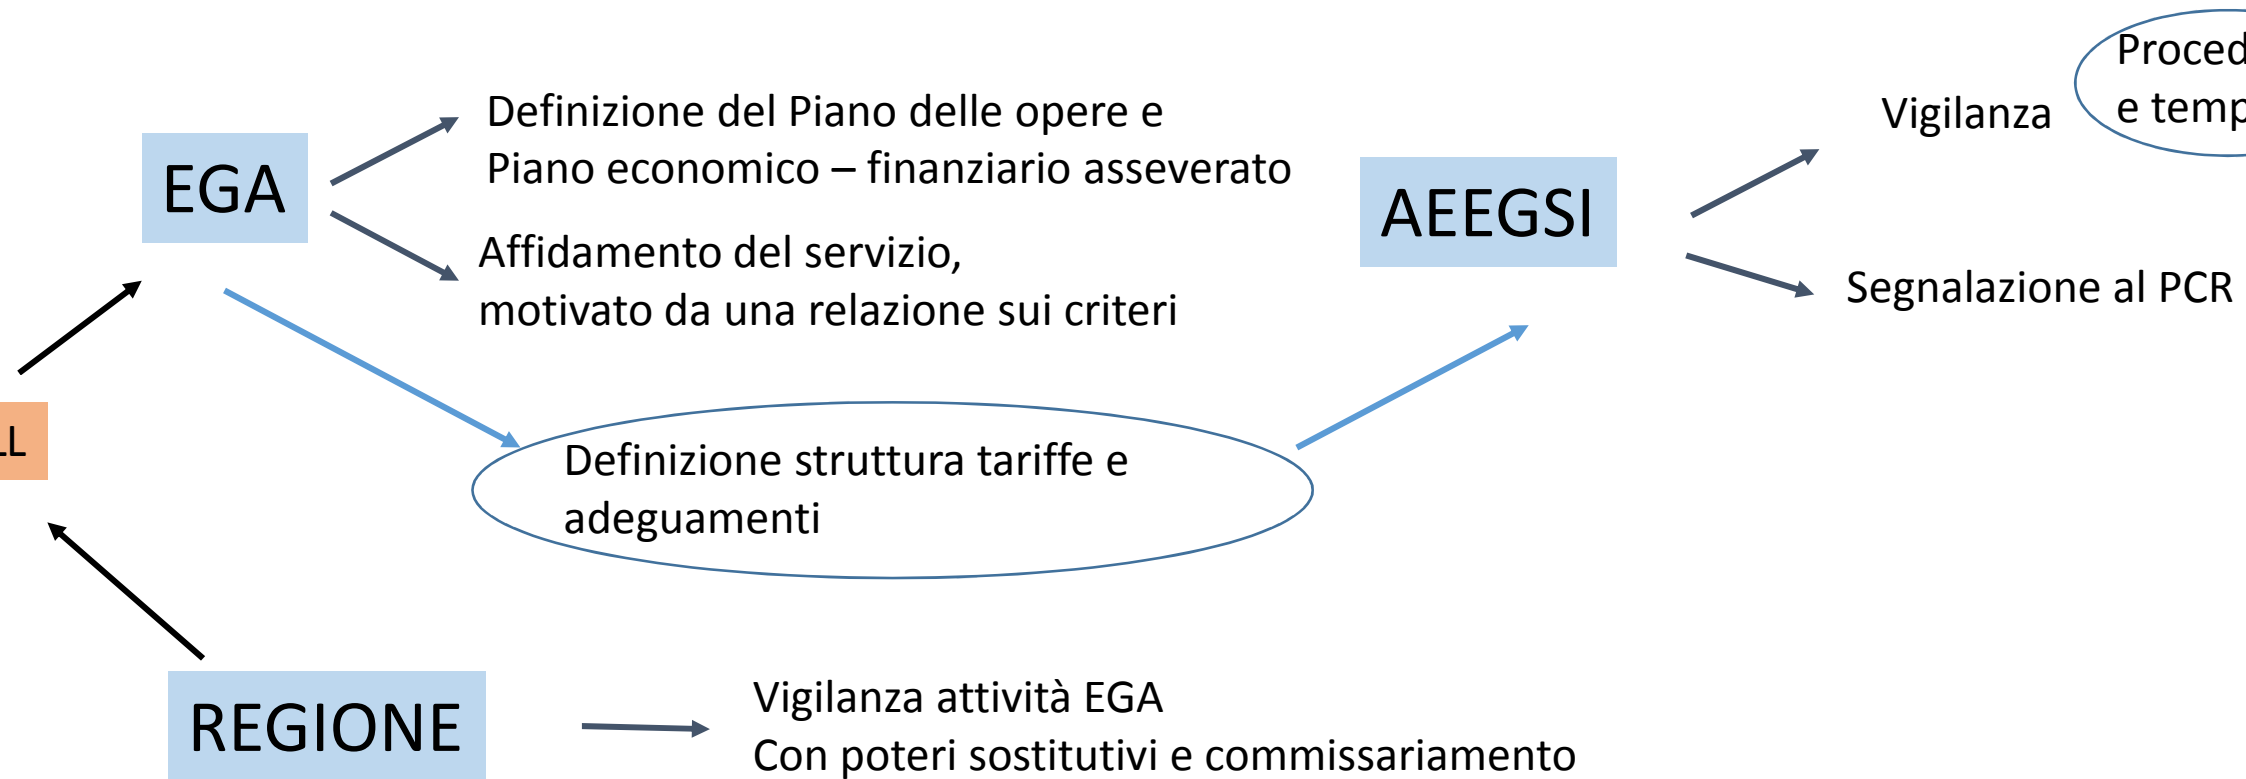 EGA
Definizione del Piano delle opere e
Piano economico – finanziario asseverato
Affidamento del servizio,
motivato da una relazione sui criteri
Definizione struttura tariffe e
adeguamenti
AEEGSI
Vigilanza
e
Segnalazione al PCR
REGIONE
Vigilanza attività EGA
Con poteri sostitutivi e commissariamento